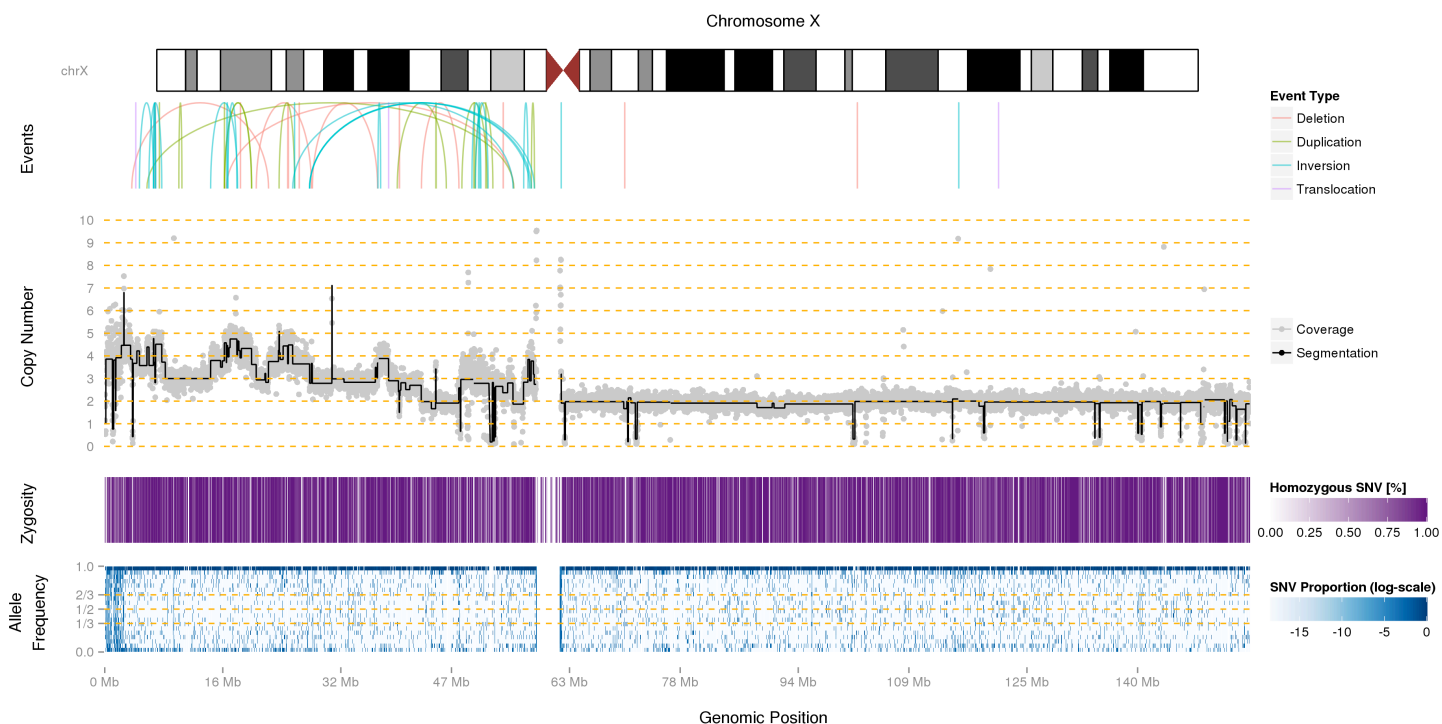 Chromosome X
chrX
Events
Event Type
Deletion
Duplication
Inversion
Translocation
Copy Number
10
9
8
7
6
5
4
3
2
1
0
Coverage
Segmentation
Zygosity
Homozygous SNV [%]
0.00 0.25 0.50 0.75 1.00
Allele
Frequency
1.0
2/3
1/2
1/3
0.0
SNV Proportion (log-scale)
-15 -10 -5 0
0 Mb 16 Mb 32 Mb 47 Mb 63 Mb 78 Mb 94 Mb 109 Mb 125 Mb 140 Mb
Genomic Position